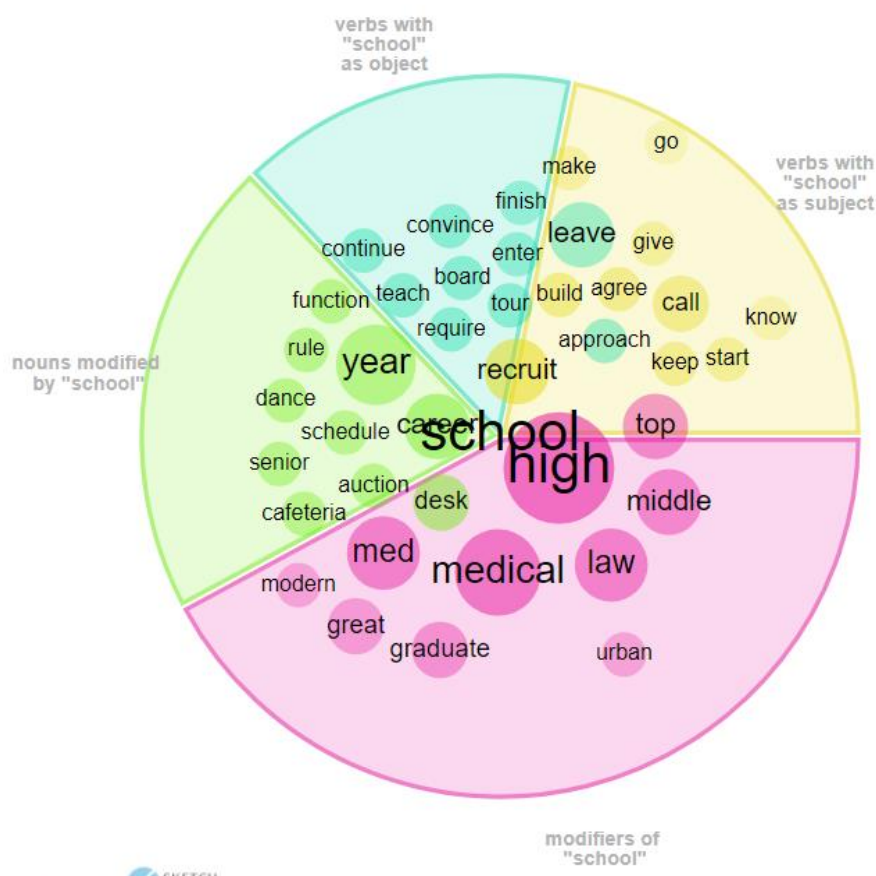 verbs with
"school"
as object
go
verbs with
"school"
as subject
make
finish
convince
leave
continue
enter
give
board
teach
build
agree
function
tour
call
know
require
approach
rule
nouns modified
by "school"
year
recruit
keep
start
dance
career
schedule
school
top
senior
high
auction
desk
middle
cafeteria
med
medical
law
modern
great
graduate
urban
modifiers of
"school"